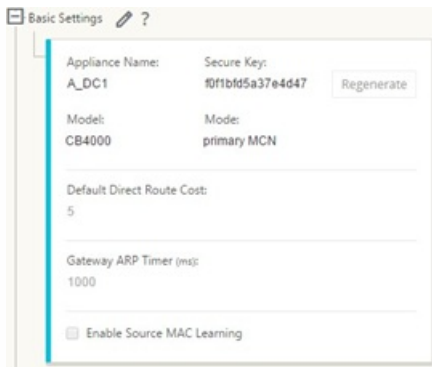 Basic Settings ?
Appliance Name: Secure Key:
A_DC1 f0f1bfd5a37e4d47 Regenerate
Model: Mode:
CB4000 primary MCN
Default Direct Route Cost:
5
Gateway ARP Timer (ms):
1000
Enable Source MAC Learning